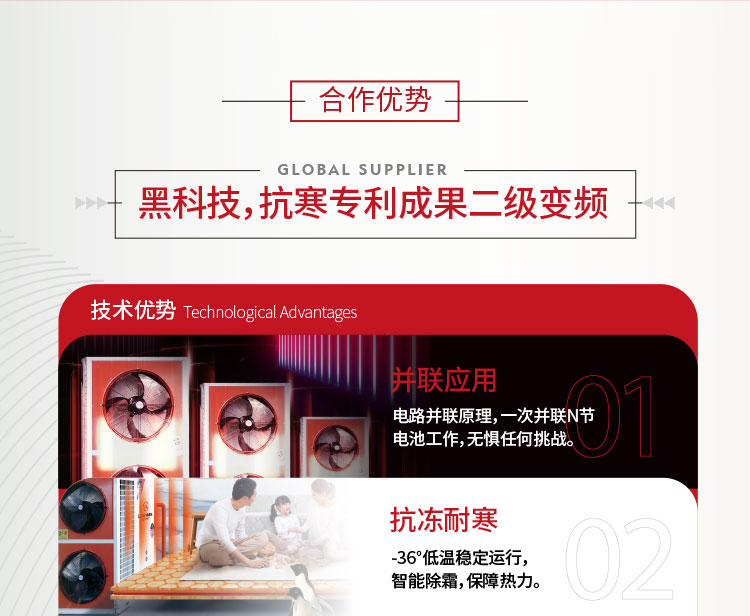 合作优势
GLOBAL SUPPLIER
黑科技,抗寒专利成果二级变频
技术优势 Technological Advantages
并联应用
01
电路并联原理,一次并联N节
电池工作,无惧任何挑战。
抗冻耐寒
02
-36°低温稳定运行,
智能除霜,保障热力。